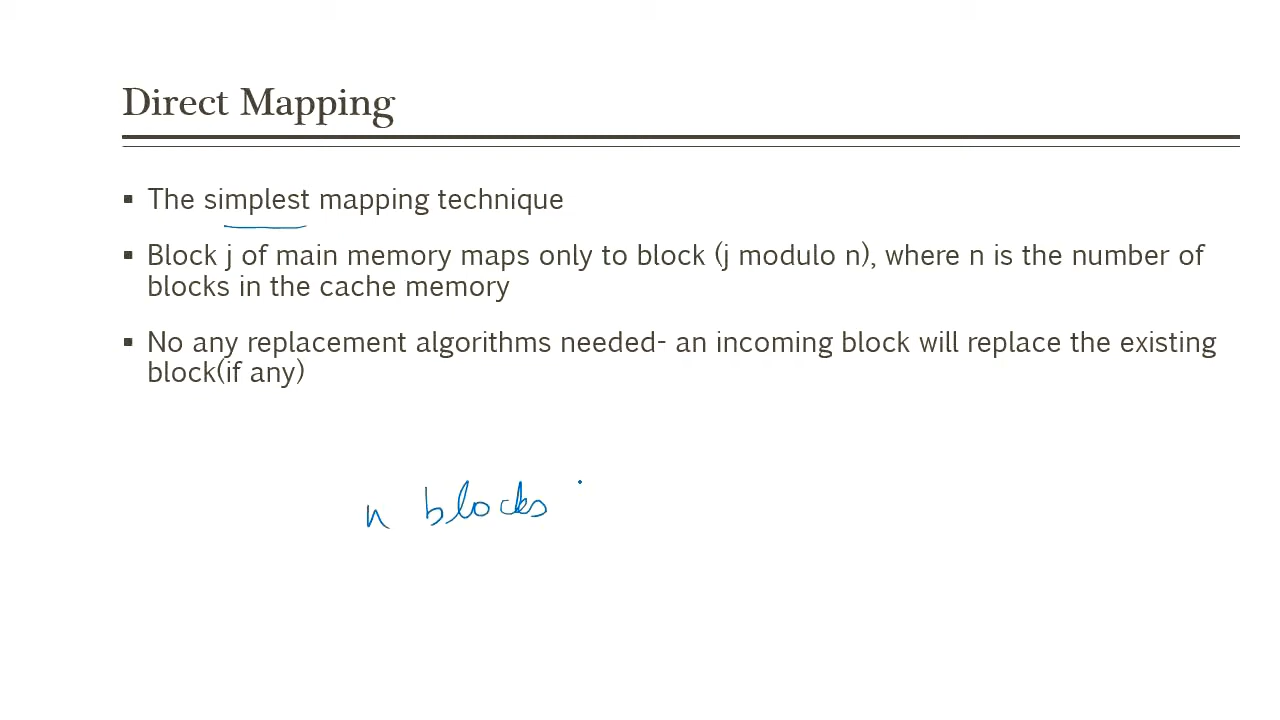 Direct Mapping
▪ The simplest mapping technique
▪ Block j of main memory maps only to block (j modulo n), where n is the number of
blocks in the cache memory
▪ No any replacement algorithms needed- an incoming block will replace the existing
block(if any)
n blocks